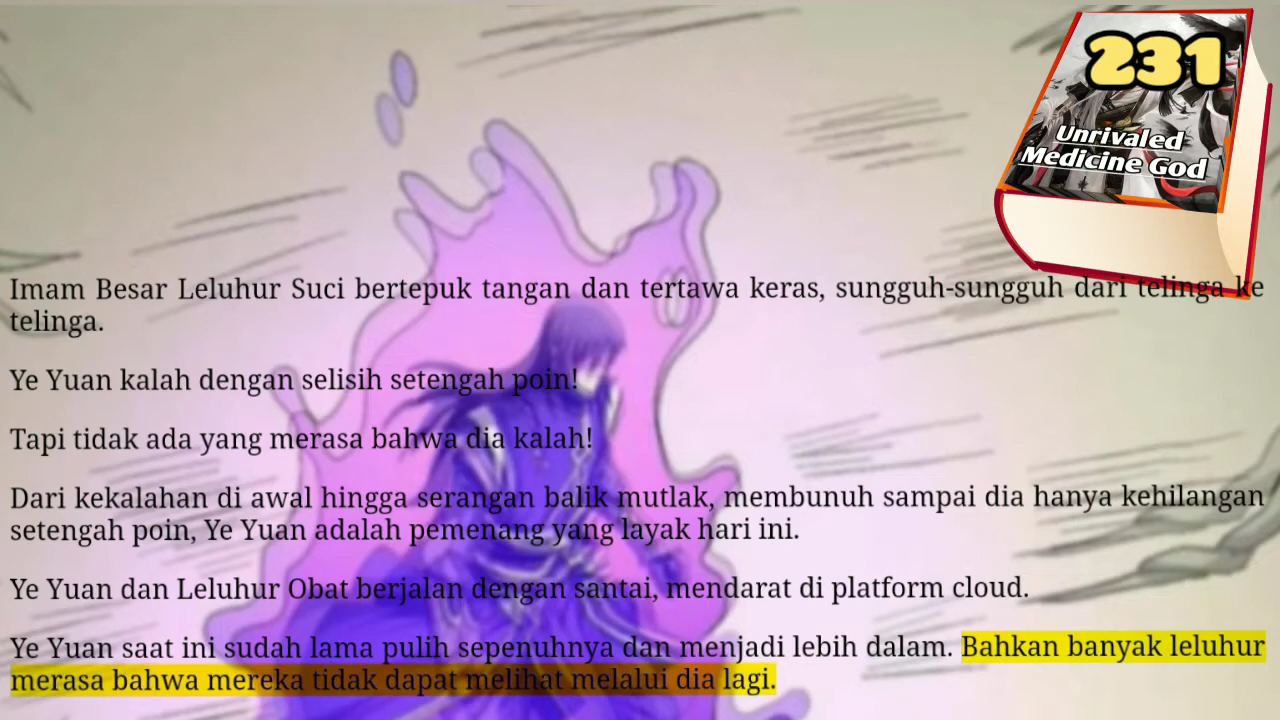 231
Unrivaled
Medicine God
Imam Besar Leluhur Suci bertepuk tangan dan tertawa keras, sungguh-sungguh dari telinga ke
telinga.
Ye Yuan kalah dengan selisih setengah poin!
Tapi tidak ada yang merasa bahwa dia kalah!
Dari kekalahan di awal hingga serangan balik mutlak, membunuh sampai dia hanya kehilangan
setengah poin, Ye Yuan adalah pemenang yang layak hari ini.
Ye Yuan dan Leluhur Obat berjalan dengan santai, mendarat di platform cloud.
Ye Yuan saat ini sudah lama pulih sepenuhnya dan menjadi lebih dalam. Bahkan banyak leluhur
merasa bahwa mereka tidak dapat melihat melalui dia lagi.